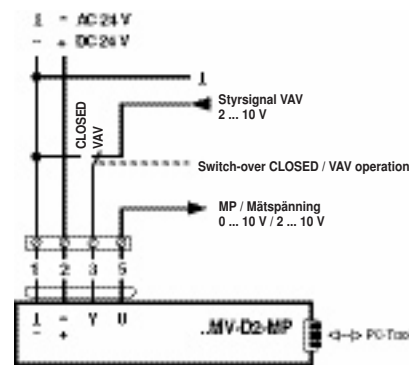 ⊥ ~ AC 24 V
− + DC 24 V
⊥
Styrsignal VAV
2 ... 10 V
CLOSED
VAV
Switch-over CLOSED / VAV operation
MP / Mätspänning
0 ... 10 V / 2 ... 10 V
1 2 3 5
⊥ ~ Y U
− +
..MV-D2-MP
PC-Tool